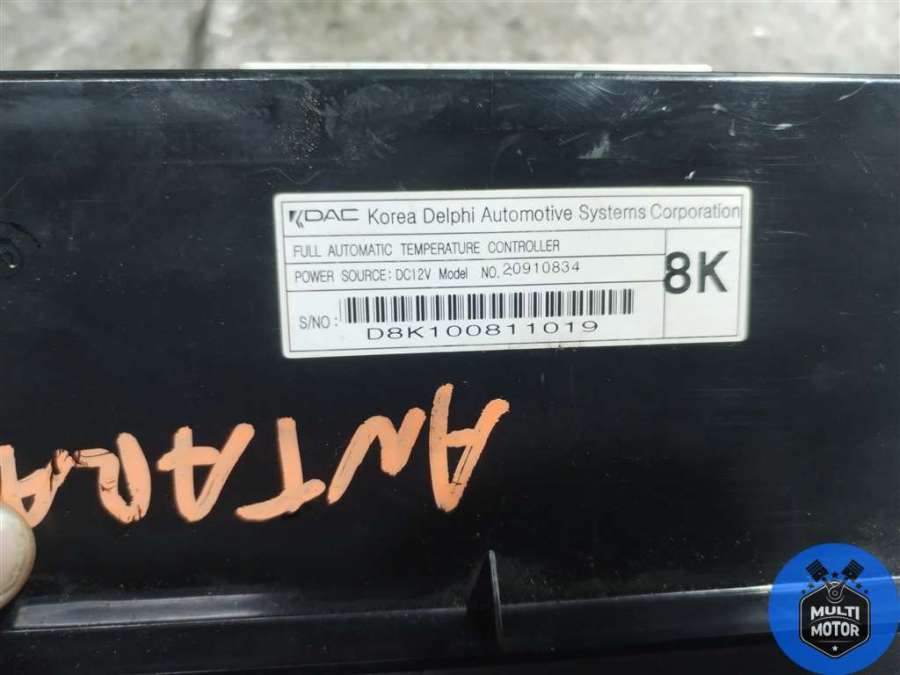 KDAC Korea Delphi Automotive Systems Corporation
FULL AUTOMATIC TEMPERATURE CONTROLLER
POWER SOURCE: DC12V Model NO. 20910834
8K
S/NO :
D8K100811019
ANTARA
MULTI
MOTOR